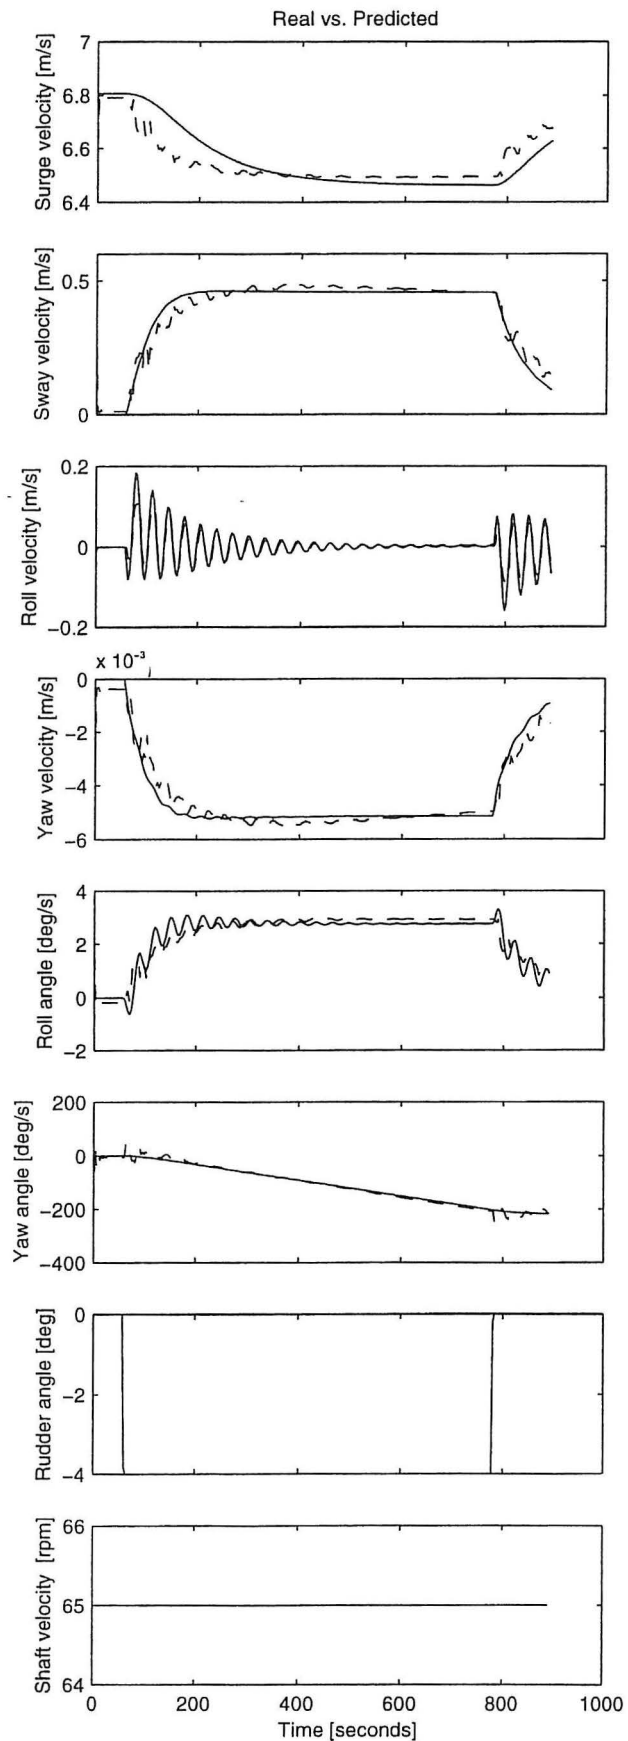 Real vs. Predicted
Surge velocity [m/s]
7
6.8
6.6
6.4
Sway velocity [m/s]
0.5
0
Roll velocity [m/s]
0.2
0
−0.2
x 10⁻³
Yaw velocity [m/s]
0
−2
−4
−6
Roll angle [deg/s]
4
2
0
−2
Yaw angle [deg/s]
200
0
−200
−400
Rudder angle [deg]
0
−2
−4
Shaft velocity [rpm]
66
65
64
0 200 400 600 800 1000
Time [seconds]